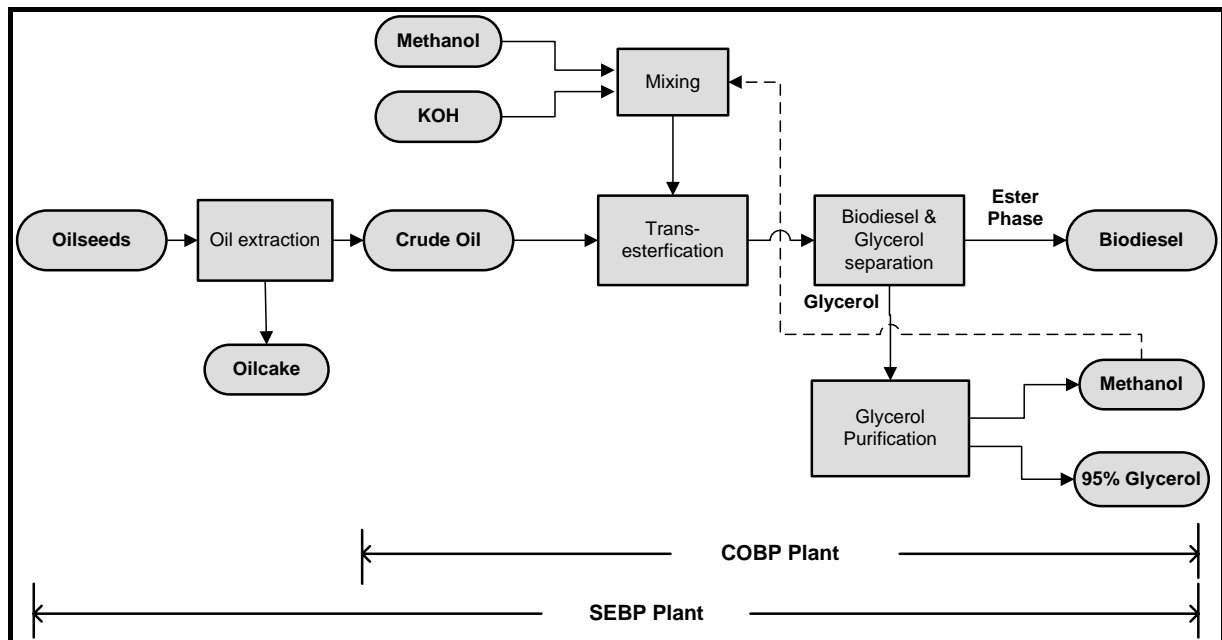 Methanol
Mixing
KOH
Oilseeds
Oil extraction
Crude Oil
Trans-
esterfication
Biodiesel &
Glycerol
separation
Ester
Phase
Biodiesel
Glycerol
Oilcake
Glycerol
Purification
Methanol
95% Glycerol
COBP Plant
SEBP Plant